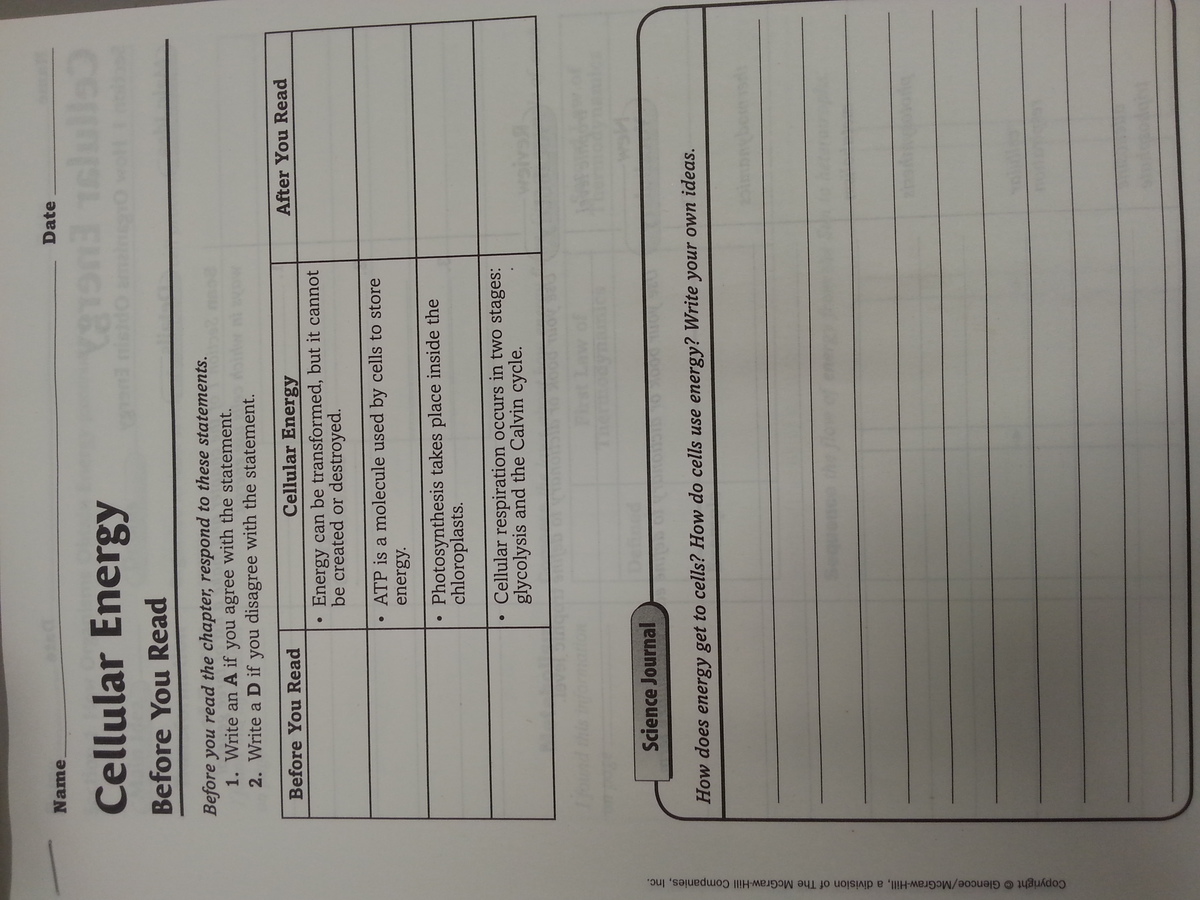 Name Date
Cellular Energy
Before You Read
Before you read the chapter, respond to these statements.
1. Write an A if you agree with the statement.
2. Write a D if you disagree with the statement.
Before You Read Cellular Energy After You Read
• Energy can be transformed, but it cannot
be created or destroyed.
• ATP is a molecule used by cells to store
energy.
• Photosynthesis takes place inside the
chloroplasts.
• Cellular respiration occurs in two stages:
glycolysis and the Calvin cycle.
Science Journal
How does energy get to cells? How do cells use energy? Write your own ideas.
Copyright © Glencoe/McGraw-Hill, a division of The McGraw-Hill Companies, Inc.